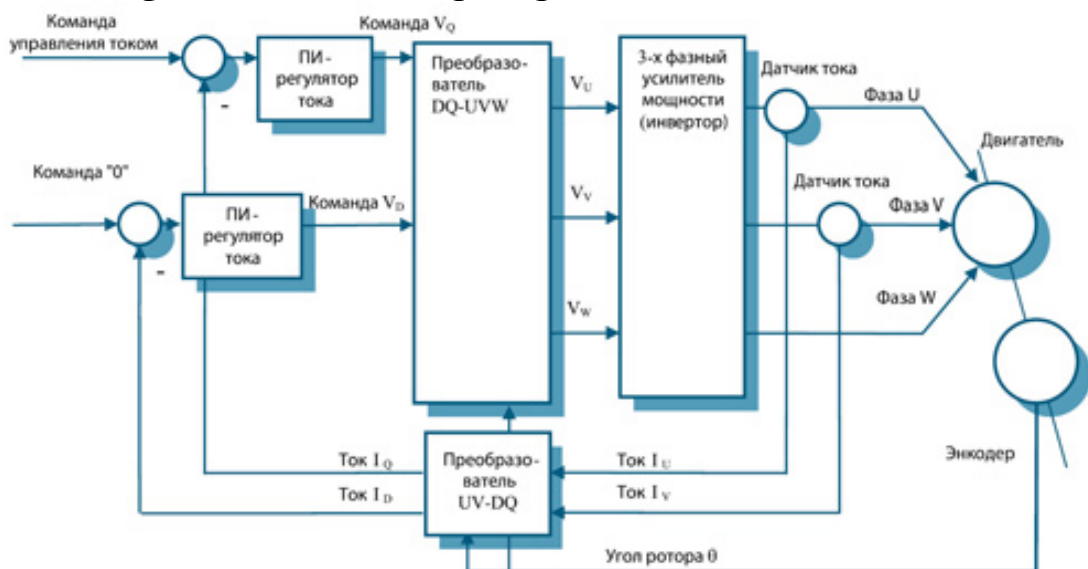 Команда
управления током
ПИ-
регулятор
тока
Команда VQ
Преобразо-
ватель
DQ-UVW
3-х фазный
усилитель
мощности
(инвертор)
Датчик тока
Фаза U
Двигатель
VU
-
Команда "0"
ПИ-
регулятор
тока
Команда VD
VV
Датчик тока
Фаза V
-
VW
Фаза W
Энкодер
Ток IQ
Преобразо-
ватель
UV-DQ
Ток IU
Ток ID
Ток IV
Угол ротора θ